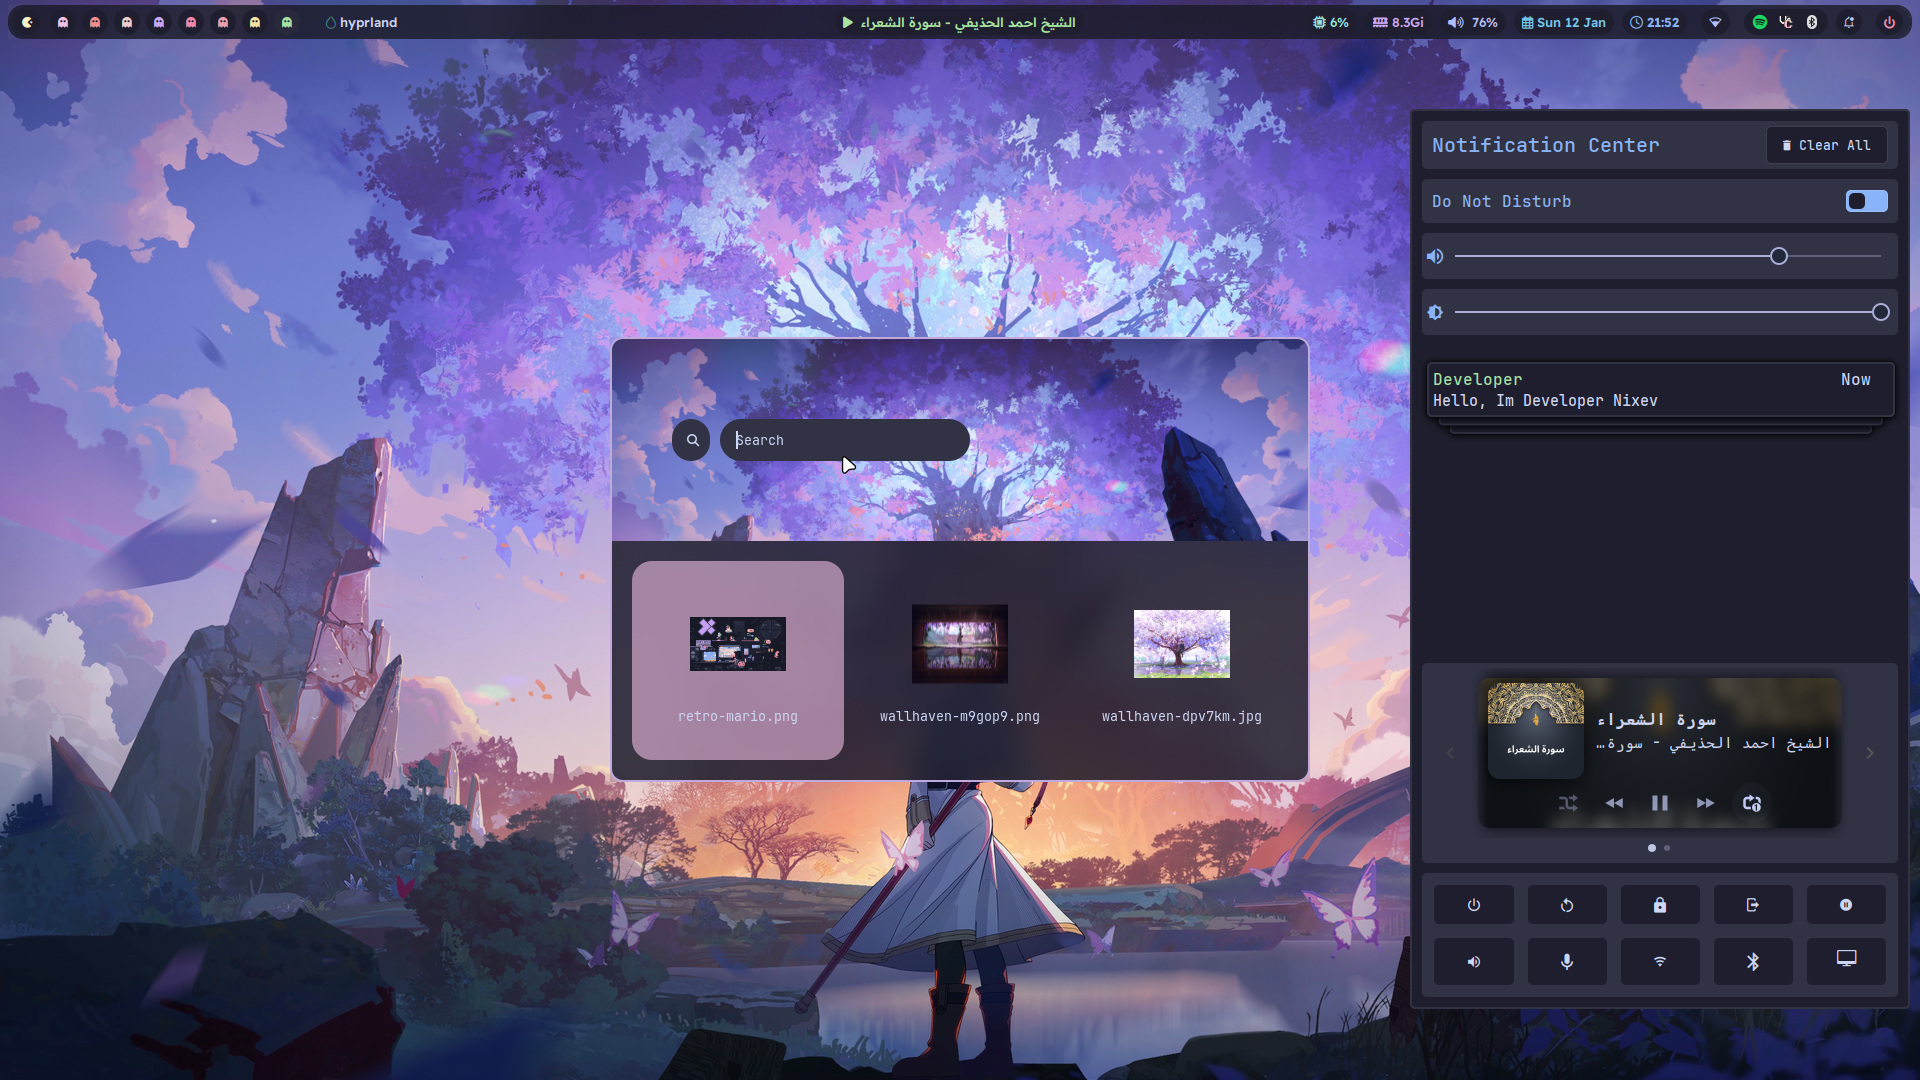 hyprland
الشيخ احمد الحذيفي - سورة الشعراء
6%
8.3Gi
76%
Sun 12 Jan
21:52
Search
retro-mario.png
wallhaven-m9gop9.png
wallhaven-dpv7km.jpg
Notification Center
Clear All
Do Not Disturb
Developer
Now
Hello, Im Developer Nixev
سورة الشعراء
سورة الشعراء
الشيخ احمد الحذيفي - سورة…